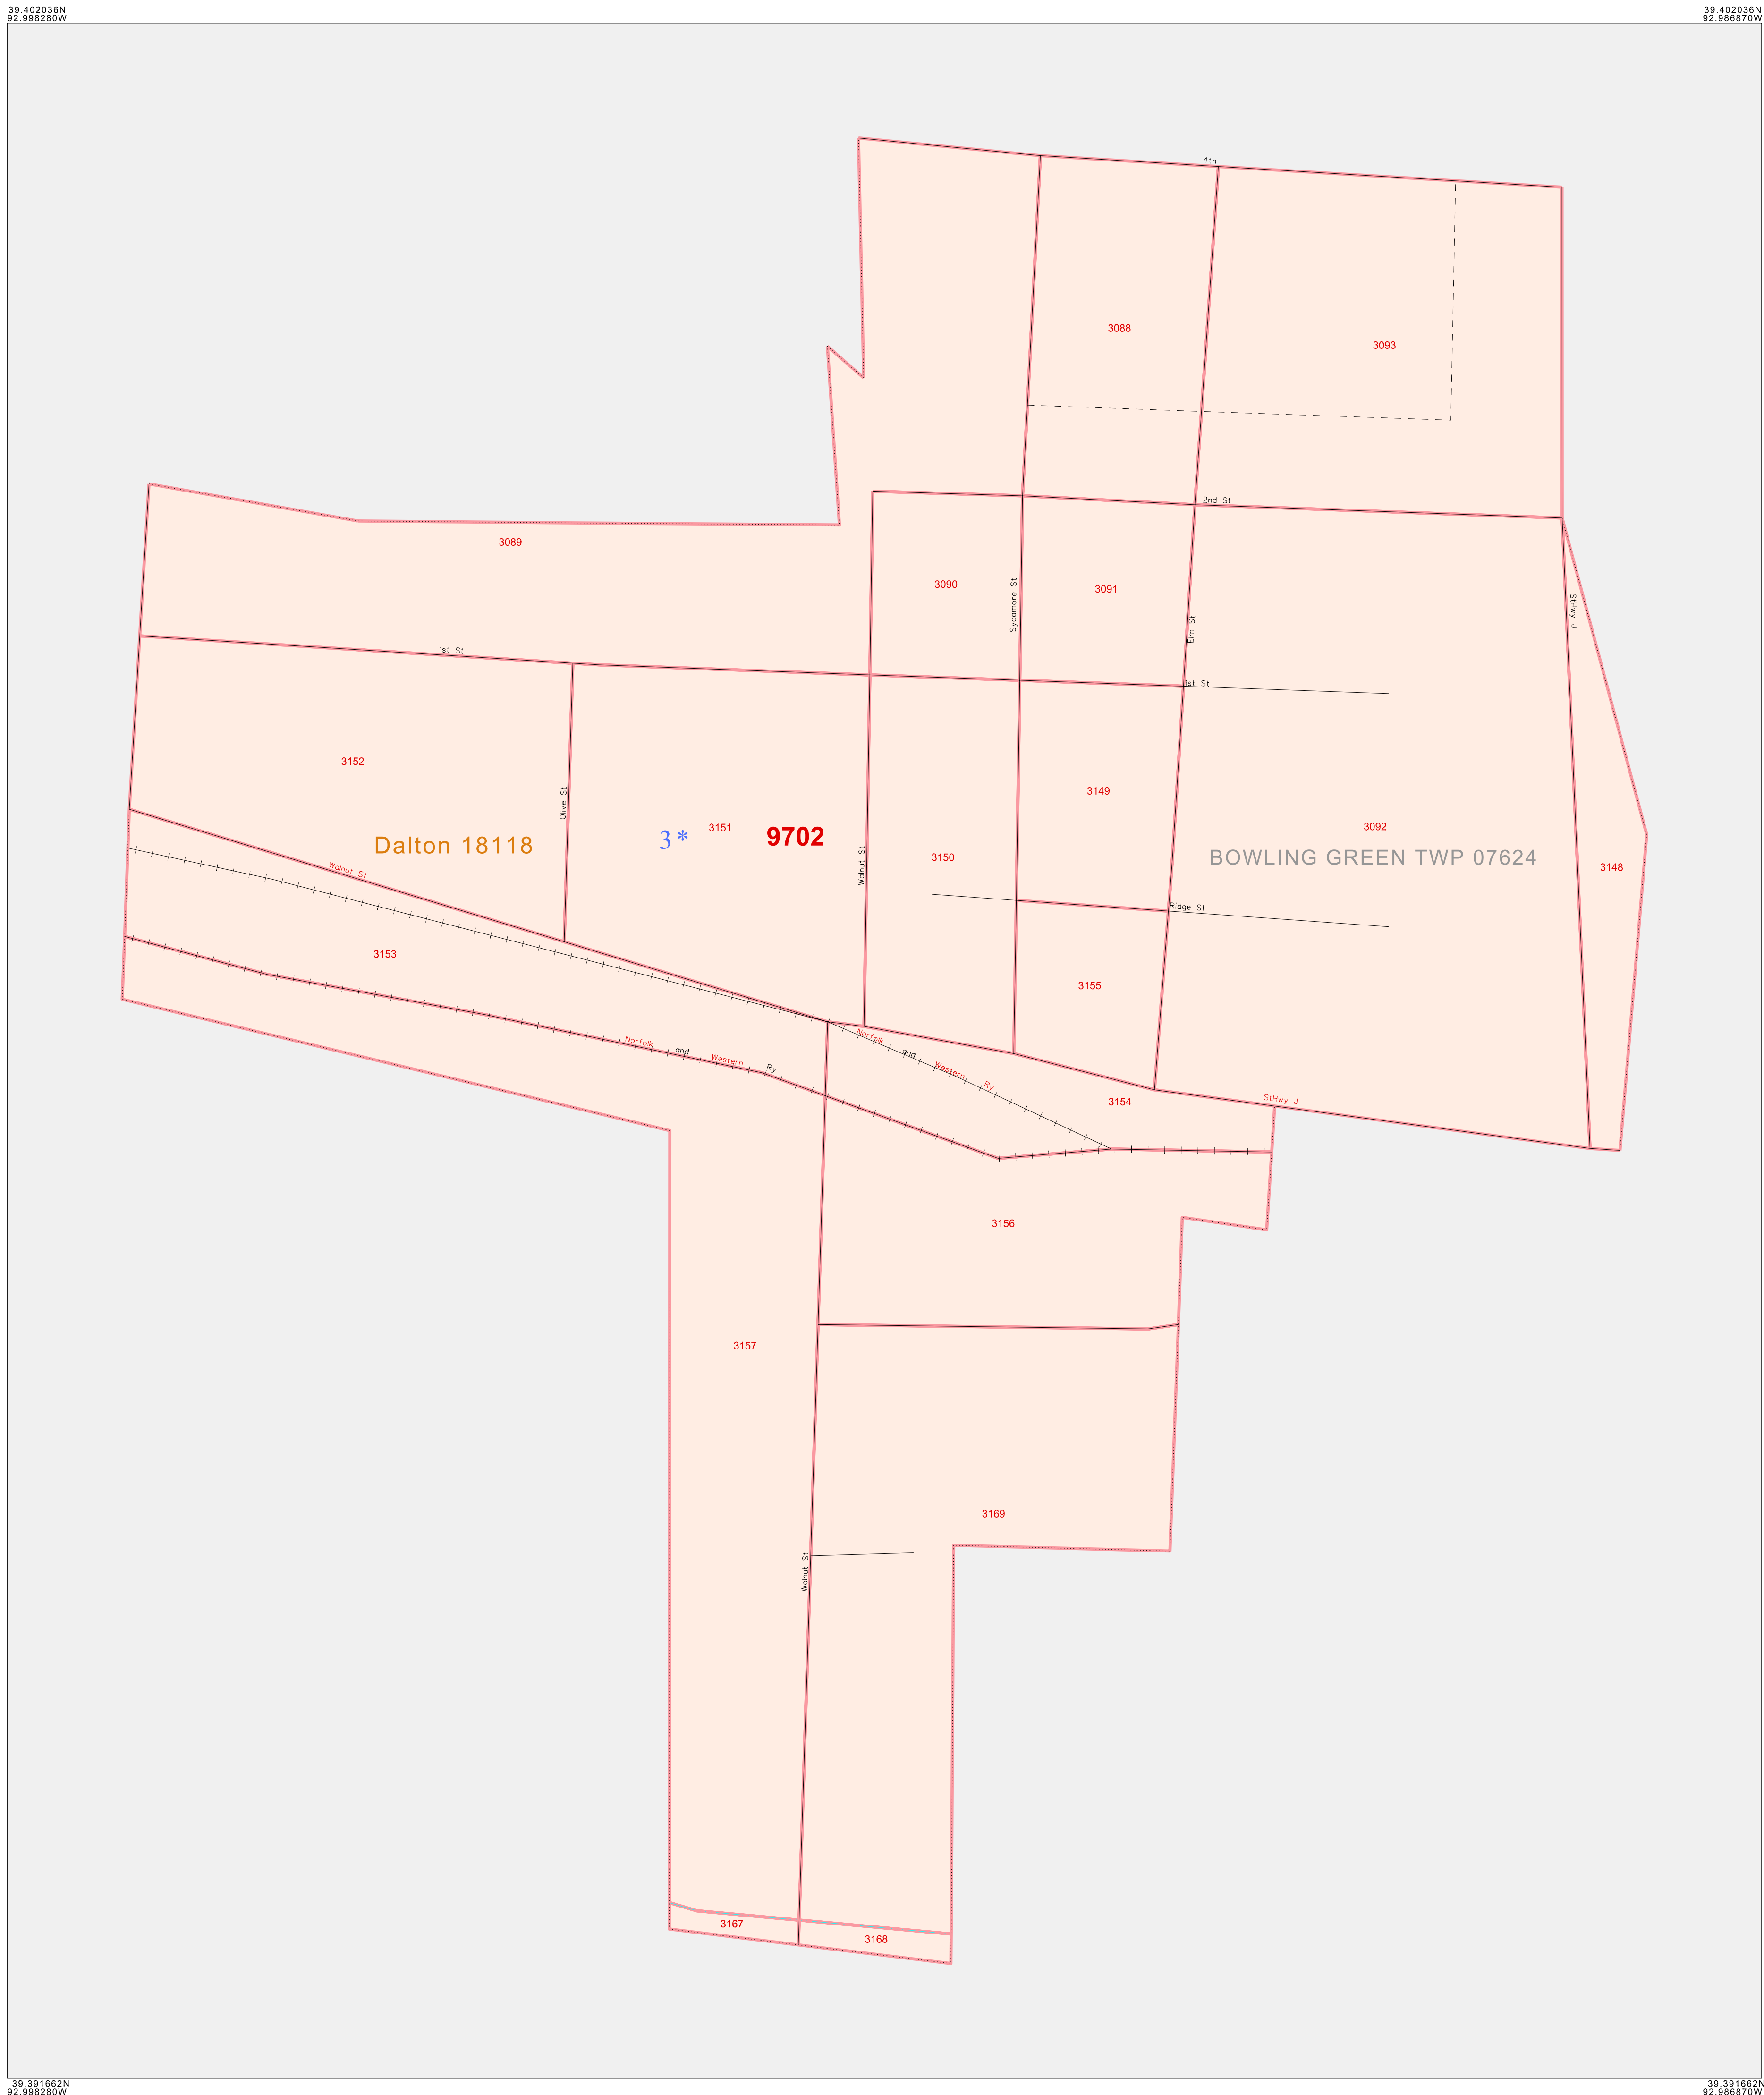 39.402036N
92.998280W
39.402036N
92.986870W
4th
3088
3093
2nd St
3089
3090
3091
Sycamore St
Elm St
StHwy J
1st St
1st St
3152
Olive St
3149
Dalton 18118
3*
3151
9702
Walnut St
3150
3092
BOWLING GREEN TWP 07624
3148
Walnut St
Ridge St
3153
3155
Norfolk and Western Ry
Norfolk and Western Ry
3154
StHwy J
3156
3157
3169
Walnut St
3167
3168
39.391662N
92.998280W
39.391662N
92.986870W